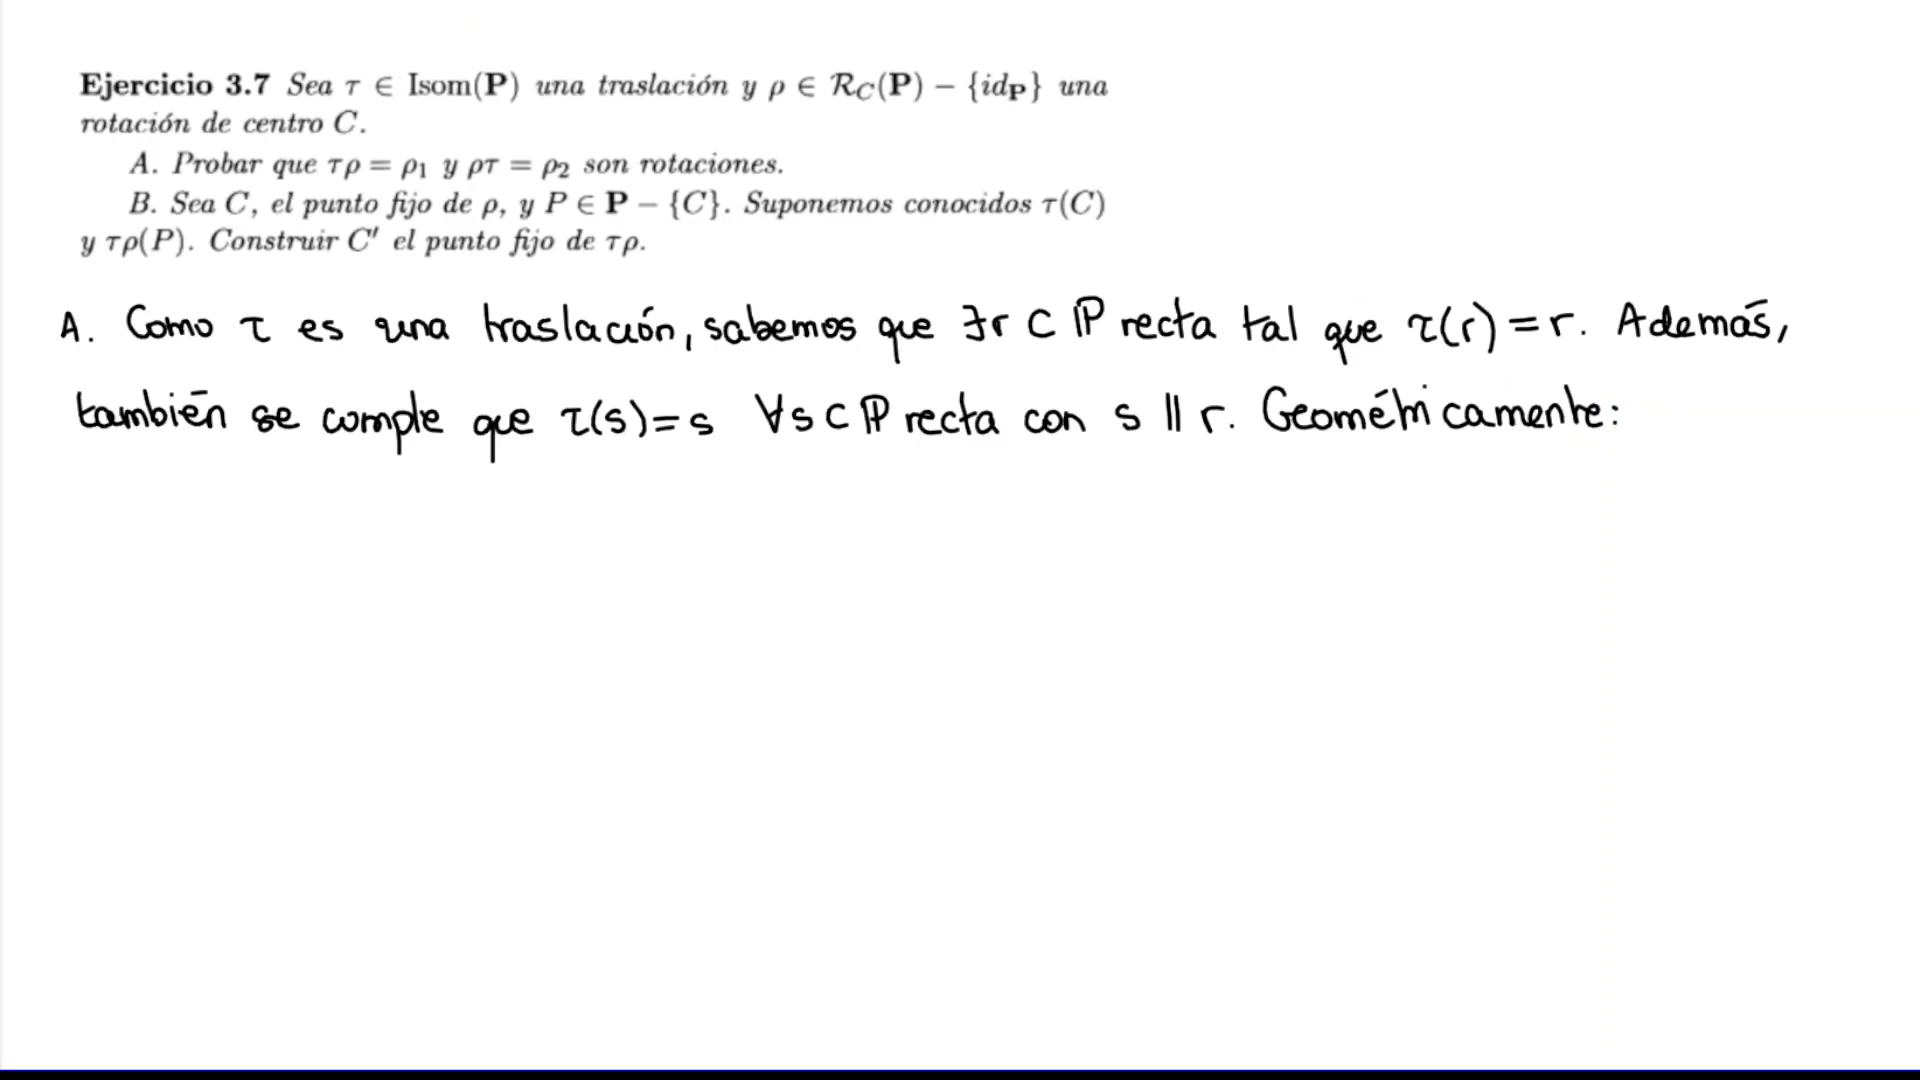 Ejercicio 3.7 Sea τ ∈ Isom(P) una traslación y ρ ∈ R_C(P) − {id_P} una
rotación de centro C.
A. Probar que τρ = ρ₁ y ρτ = ρ₂ son rotaciones.
B. Sea C, el punto fijo de ρ, y P ∈ P − {C}. Suponemos conocidos τ(C)
y τρ(P). Construir C′ el punto fijo de τρ.
A. Como τ es una traslación, sabemos que ∃r ⊂ ℙ recta tal que τ(r) = r. Además,
también se cumple que τ(s)=s ∀s ⊂ ℙ recta con s ∥ r. Geométricamente: